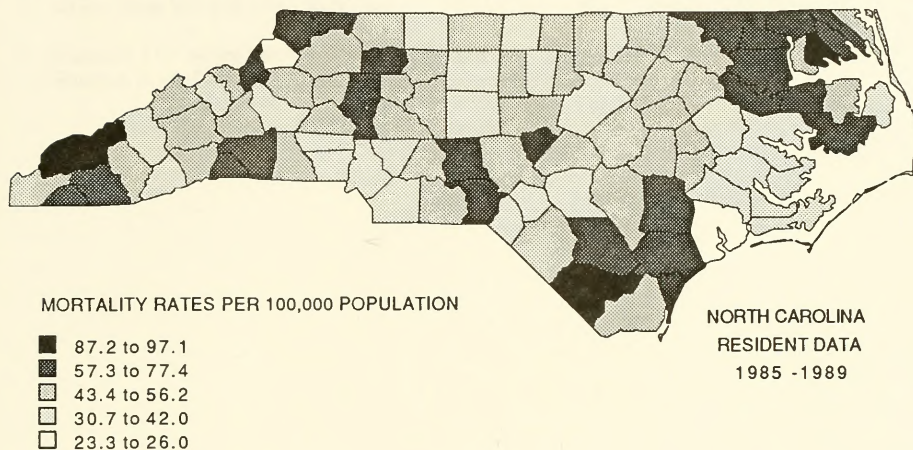 MORTALITY RATES PER 100,000 POPULATION
87.2 to 97.1
57.3 to 77.4
43.4 to 56.2
30.7 to 42.0
23.3 to 26.0
NORTH CAROLINA
RESIDENT DATA
1985 -1989